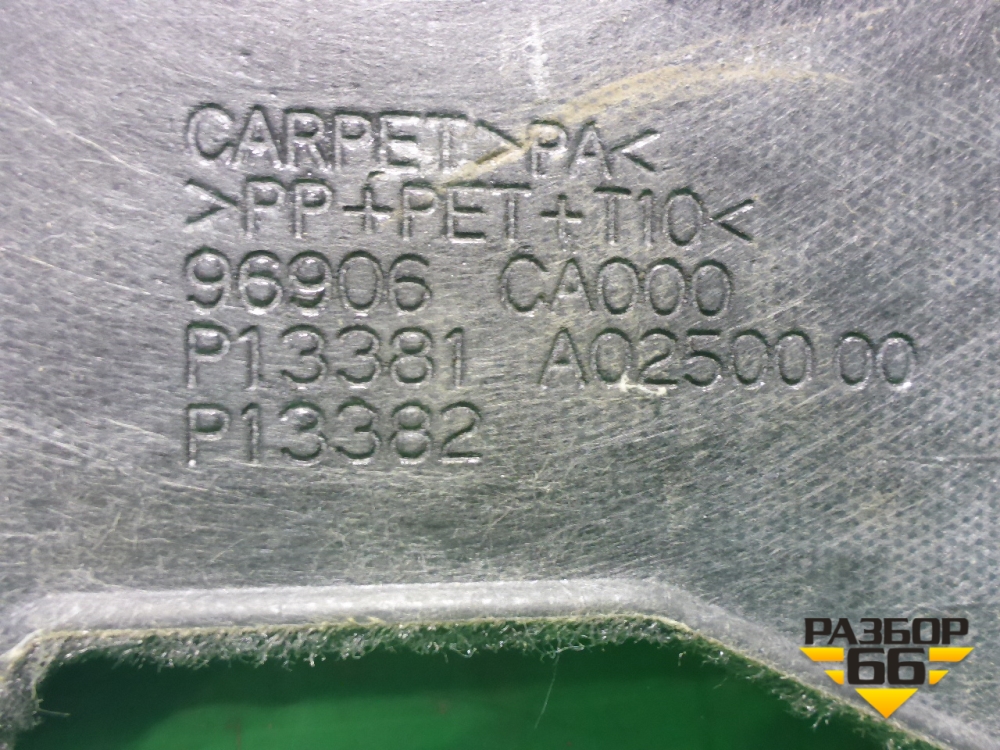 CARPET>PA<
>PP+PET+T10<
96906 CA000
P13381 A02500 00
P13382
РАЗБОР
66